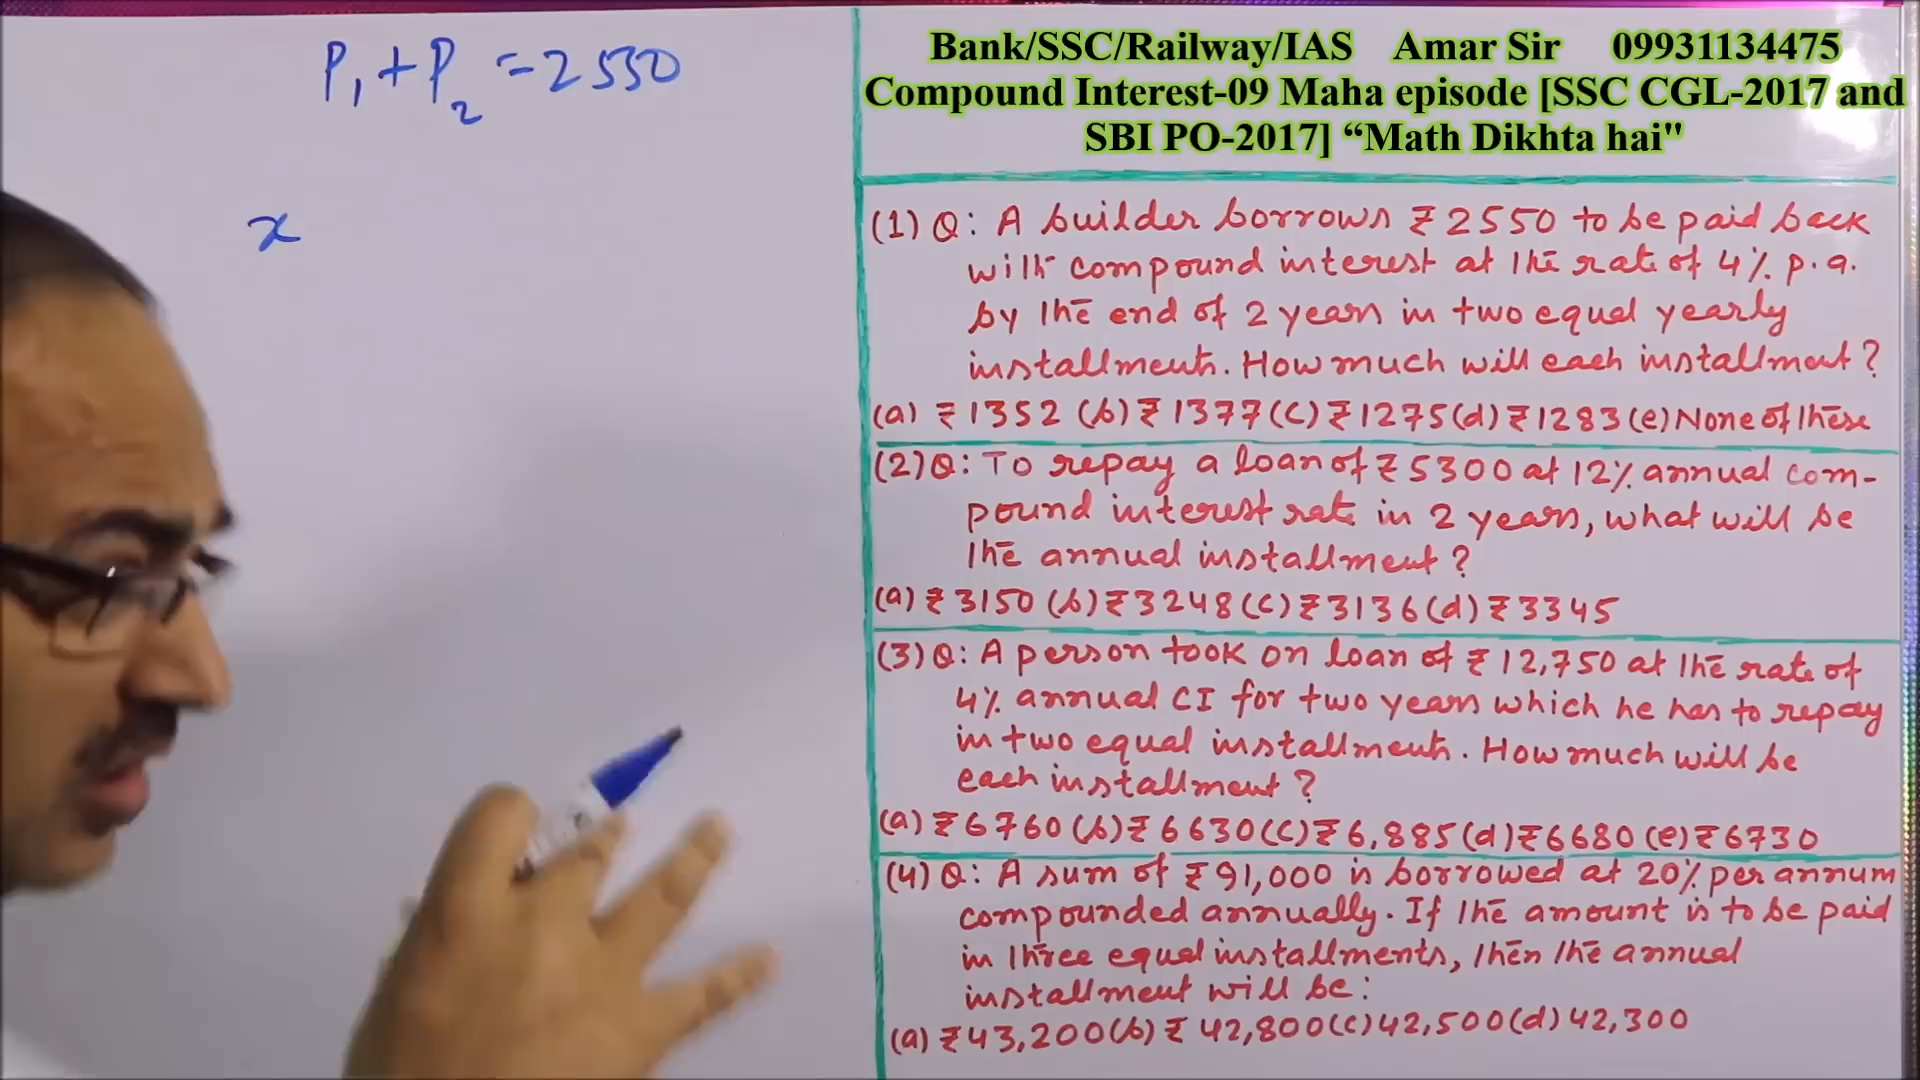 P₁ + P₂ = 2550
x
Bank/SSC/Railway/IAS Amar Sir 09931134475
Compound Interest-09 Maha episode [SSC CGL-2017 and
SBI PO-2017] “Math Dikhta hai"
(1) Q: A builder borrows ₹2550 to be paid back
with compound interest at the rate of 4% p.a.
by the end of 2 years in two equal yearly
installments. How much will each installment?
(a) ₹1352 (b) ₹1377 (c) ₹1275 (d) ₹1283 (e) None of these
(2) Q: To repay a loan of ₹5300 at 12% annual com-
pound interest rate in 2 years, what will be
the annual installment?
(a) ₹3150 (b) ₹3248 (c) ₹3136 (d) ₹3345
(3) Q: A person took on loan of ₹12,750 at the rate of
4% annual CI for two years which he has to repay
in two equal installments. How much will be
each installment?
(a) ₹6760 (b) ₹6630 (c) ₹6,885 (d) ₹6680 (e) ₹6730
(4) Q: A sum of ₹91,000 is borrowed at 20% per annum
compounded annually. If the amount is to be paid
in three equal installments, then the annual
installment will be:
(a) ₹43,200 (b) ₹42,800 (c) 42,500 (d) 42,300